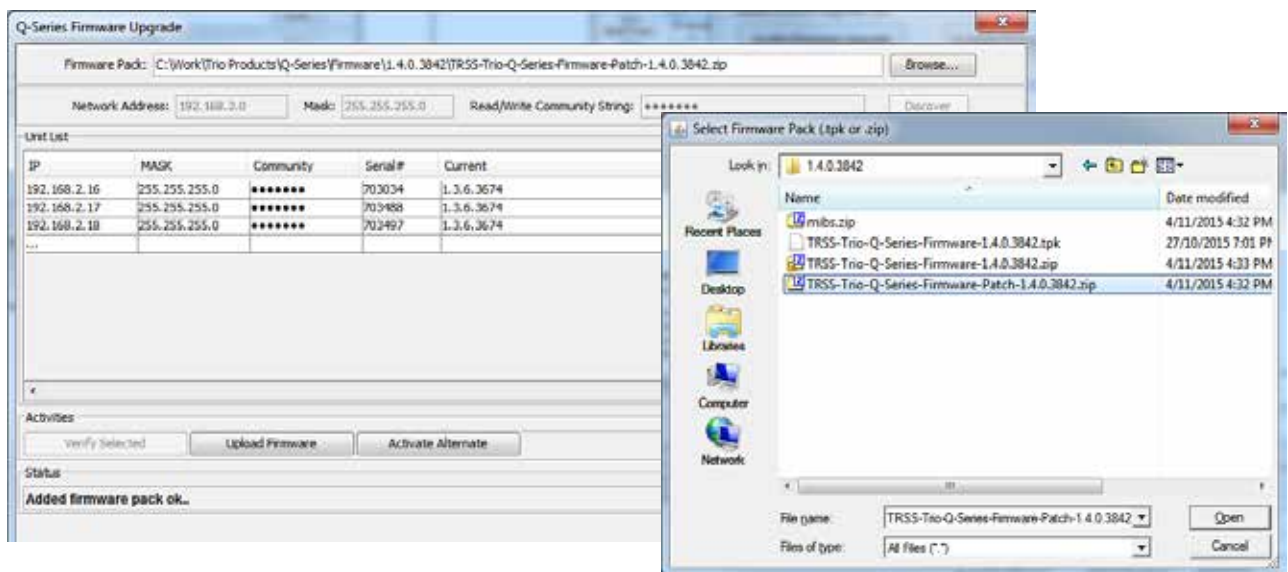 Q-Series Firmware Upgrade
Firmware Pack: C:\Work\Trio Products\Q-Series\Firmware\1.4.0.3842\TRSS-Trio-Q-Series-Firmware-Patch-1.4.0.3842.zip Browse...
Network Address: 192.168.2.0 Mask: 255.255.255.0 Read/Write Community String: ●●●●●●● Discover
Unit List
IP MASK Community Serial# Current
192.168.2.16 255.255.255.0 ●●●●●●● 703034 1.3.6.3674
192.168.2.17 255.255.255.0 ●●●●●●● 703488 1.3.6.3674
192.168.2.18 255.255.255.0 ●●●●●●● 703497 1.3.6.3674
...
Activities
Verify Selected Upload Firmware Activate Alternate
Status
Added firmware pack ok..
Select Firmware Pack (.tpk or .zip)
Look in: 1.4.0.3842
Name Date modified
mibs.zip 4/11/2015 4:32 PM
TRSS-Trio-Q-Series-Firmware-1.4.0.3842.tpk 27/10/2015 7:01 PM
TRSS-Trio-Q-Series-Firmware-1.4.0.3842.zip 4/11/2015 4:33 PM
TRSS-Trio-Q-Series-Firmware-Patch-1.4.0.3842.zip 4/11/2015 4:32 PM
Recent Places
Desktop
Libraries
Computer
Network
File name: TRSS-Trio-Q-Series-Firmware-Patch-1.4.0.3842 Open
Files of type: All files (*.*) Cancel